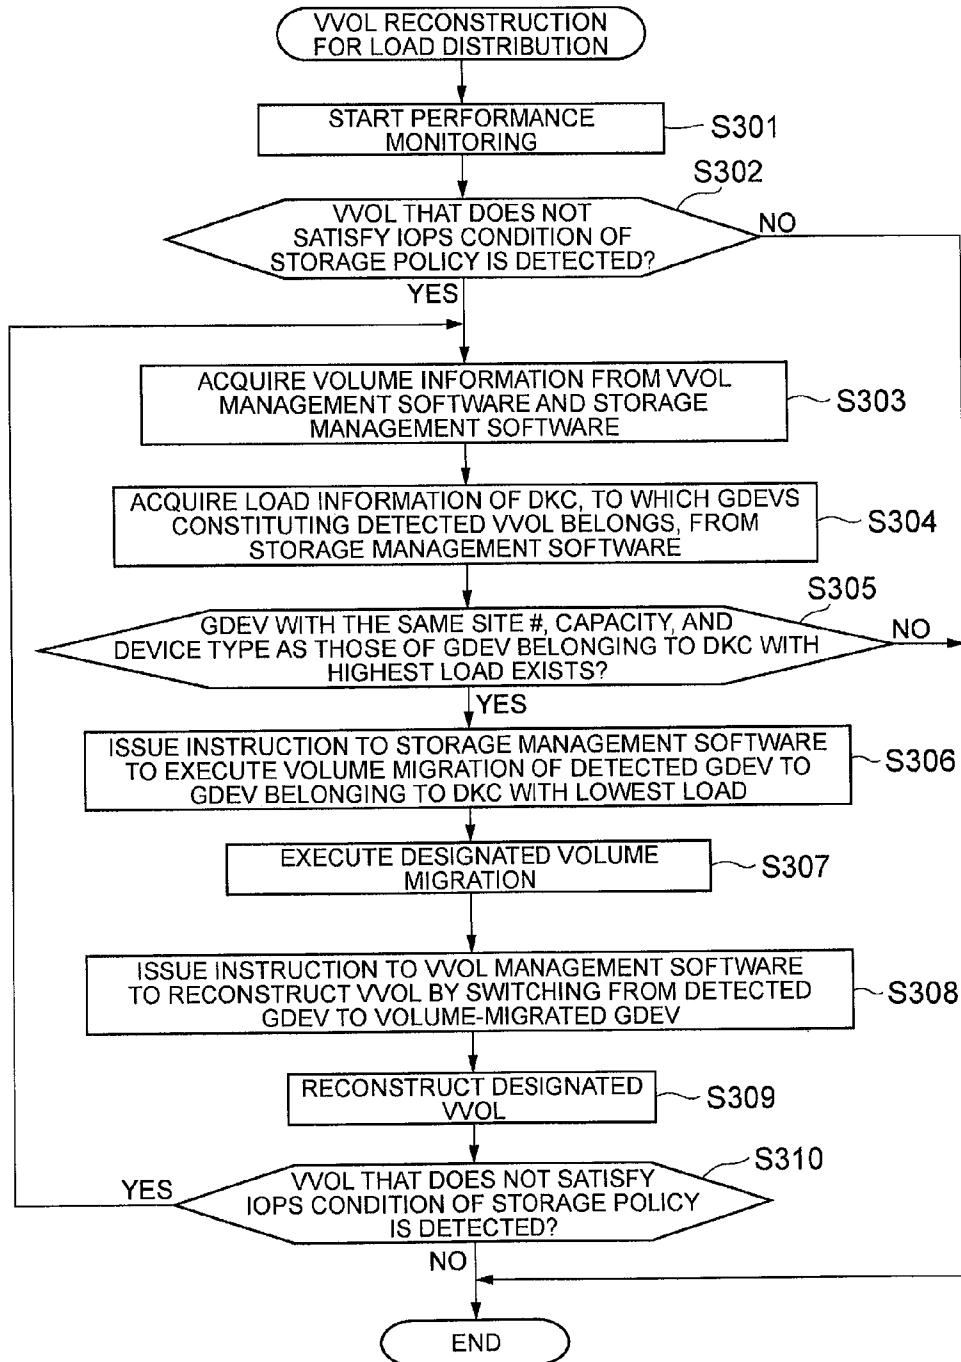 VVOL RECONSTRUCTION
FOR LOAD DISTRIBUTION
START PERFORMANCE
MONITORING
S301
S302
VVOL THAT DOES NOT
SATISFY IOPS CONDITION OF
STORAGE POLICY IS DETECTED?
NO
YES
ACQUIRE VOLUME INFORMATION FROM VVOL
MANAGEMENT SOFTWARE AND STORAGE
MANAGEMENT SOFTWARE
S303
ACQUIRE LOAD INFORMATION OF DKC, TO WHICH GDEVS
CONSTITUTING DETECTED VVOL BELONGS, FROM
STORAGE MANAGEMENT SOFTWARE
S304
S305
GDEV WITH THE SAME SITE #, CAPACITY, AND
DEVICE TYPE AS THOSE OF GDEV BELONGING TO DKC WITH
HIGHEST LOAD EXISTS?
NO
YES
ISSUE INSTRUCTION TO STORAGE MANAGEMENT SOFTWARE
TO EXECUTE VOLUME MIGRATION OF DETECTED GDEV TO
GDEV BELONGING TO DKC WITH LOWEST LOAD
S306
EXECUTE DESIGNATED VOLUME
MIGRATION
S307
ISSUE INSTRUCTION TO VVOL MANAGEMENT SOFTWARE
TO RECONSTRUCT VVOL BY SWITCHING FROM DETECTED
GDEV TO VOLUME-MIGRATED GDEV
S308
RECONSTRUCT DESIGNATED
VVOL
S309
S310
VVOL THAT DOES NOT SATISFY
IOPS CONDITION OF STORAGE POLICY
IS DETECTED?
YES
NO
END